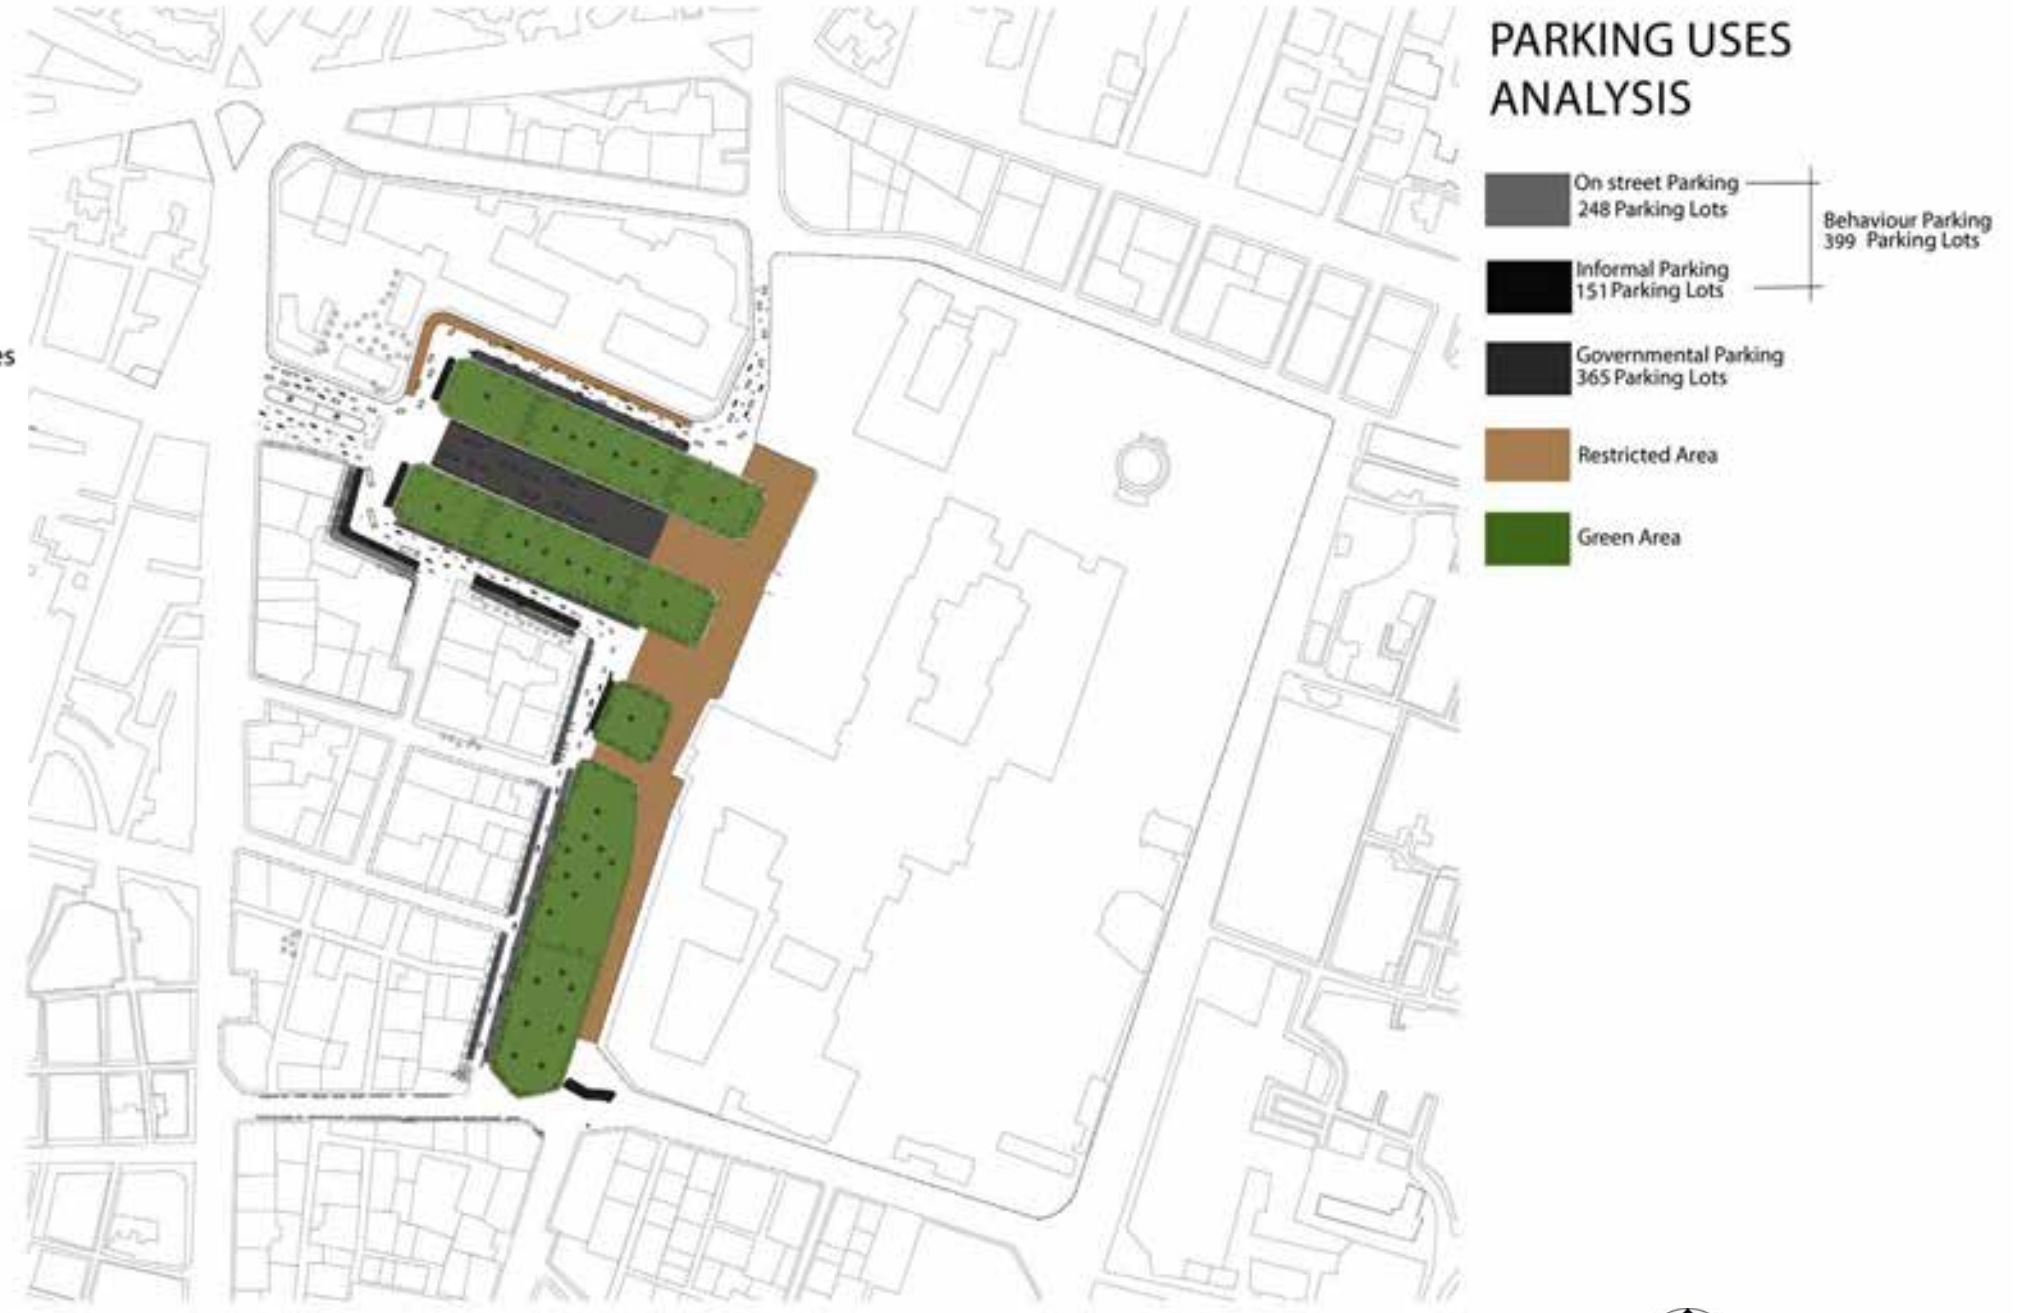 PARKING USES
ANALYSIS
es
On street Parking
248 Parking Lots
Behaviour Parking
399 Parking Lots
Informal Parking
151 Parking Lots
Governmental Parking
365 Parking Lots
Restricted Area
Green Area